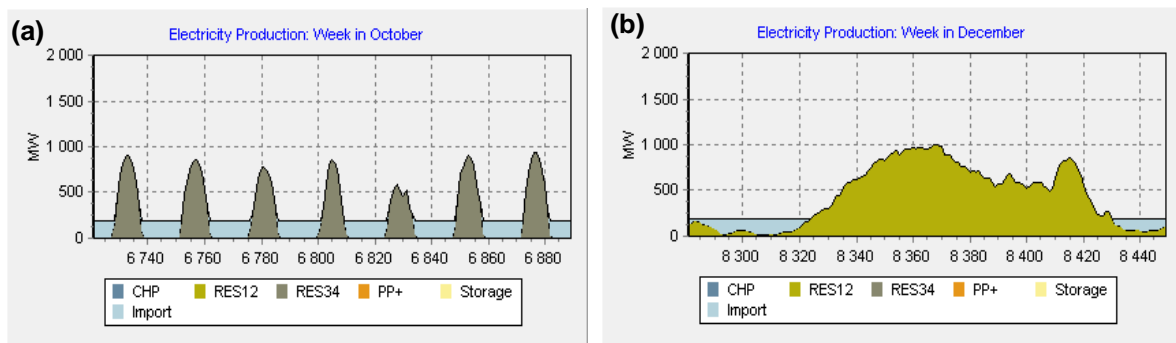 (a)
Electricity Production: Week in October
2 000
1 500
1 000
500
0
MW
6 740 6 760 6 780 6 800 6 820 6 840 6 860 6 880
CHP RES12 RES34 PP+ Storage
Import
(b)
Electricity Production: Week in December
2 000
1 500
1 000
500
0
MW
8 300 8 320 8 340 8 360 8 380 8 400 8 420 8 440
CHP RES12 RES34 PP+ Storage
Import